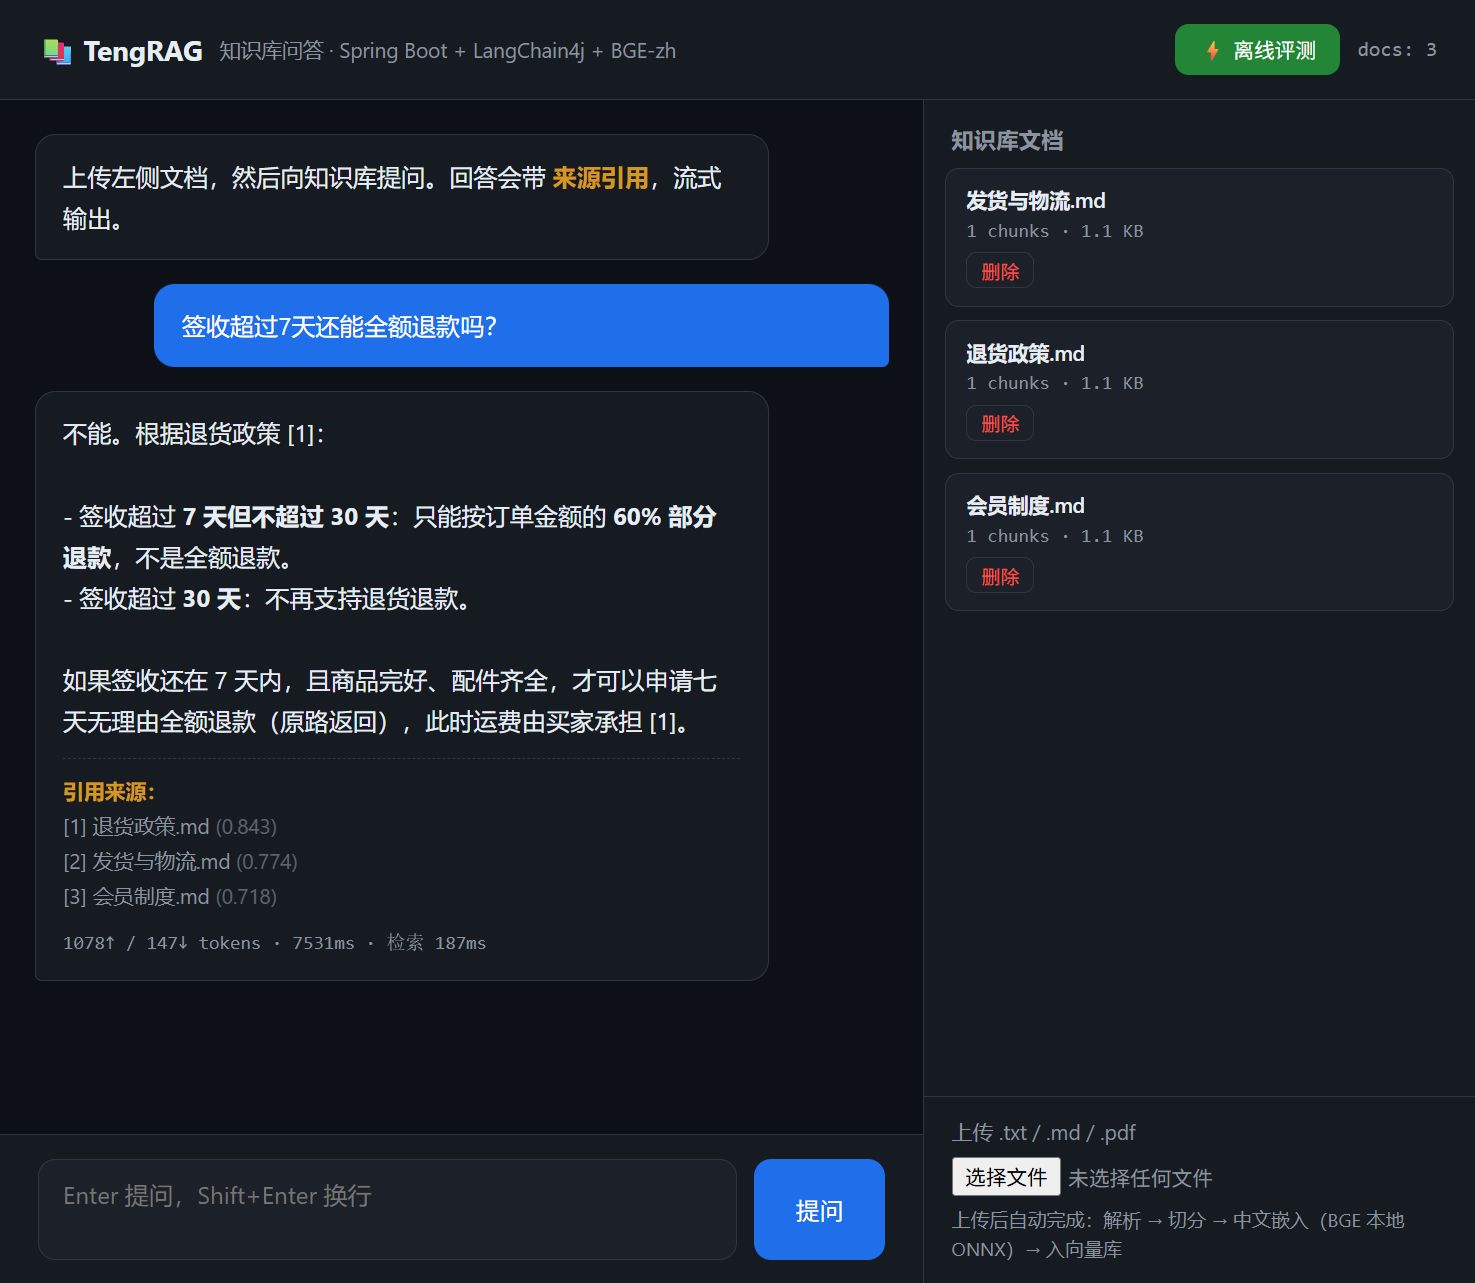 TengRAG 知识库问答 · Spring Boot + LangChain4j + BGE-zh
⚡ 离线评测 docs: 3
上传左侧文档，然后向知识库提问。回答会带 来源引用，流式
输出。
签收超过7天还能全额退款吗？
不能。根据退货政策 [1]：
- 签收超过 7 天但不超过 30 天：只能按订单金额的 60% 部分
退款，不是全额退款。
- 签收超过 30 天：不再支持退货退款。
如果签收还在 7 天内，且商品完好、配件齐全，才可以申请七
天无理由全额退款（原路返回），此时运费由买家承担 [1]。
引用来源：
[1] 退货政策.md (0.843)
[2] 发货与物流.md (0.774)
[3] 会员制度.md (0.718)
1078↑ / 147↓ tokens · 7531ms · 检索 187ms
Enter 提问，Shift+Enter 换行
提问
知识库文档
发货与物流.md
1 chunks · 1.1 KB
删除
退货政策.md
1 chunks · 1.1 KB
删除
会员制度.md
1 chunks · 1.1 KB
删除
上传 .txt / .md / .pdf
选择文件 未选择任何文件
上传后自动完成：解析 → 切分 → 中文嵌入（BGE 本地
ONNX）→ 入向量库